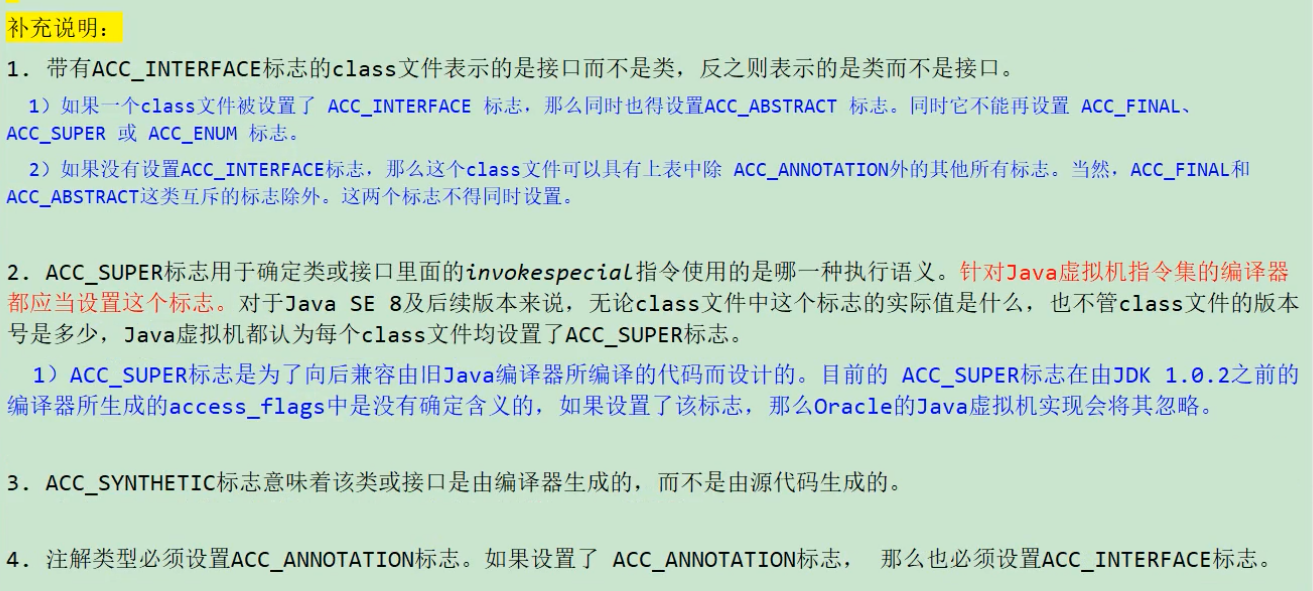 补充说明：
1. 带有ACC_INTERFACE标志的class文件表示的是接口而不是类，反之则表示的是类而不是接口。
1）如果一个class文件被设置了 ACC_INTERFACE 标志，那么同时也得设置ACC_ABSTRACT 标志。同时它不能再设置 ACC_FINAL、
ACC_SUPER 或 ACC_ENUM 标志。
2）如果没有设置ACC_INTERFACE标志，那么这个class文件可以具有上表中除 ACC_ANNOTATION外的其他所有标志。当然，ACC_FINAL和
ACC_ABSTRACT这类互斥的标志除外。这两个标志不得同时设置。
2. ACC_SUPER标志用于确定类或接口里面的invokespecial指令使用的是哪一种执行语义。针对Java虚拟机指令集的编译器
都应当设置这个标志。对于Java SE 8及后续版本来说，无论class文件中这个标志的实际值是什么，也不管class文件的版本
号是多少，Java虚拟机都认为每个class文件均设置了ACC_SUPER标志。
1）ACC_SUPER标志是为了向后兼容由旧Java编译器所编译的代码而设计的。目前的 ACC_SUPER标志在由JDK 1.0.2之前的
编译器所生成的access_flags中是没有确定含义的，如果设置了该标志，那么Oracle的Java虚拟机实现会将其忽略。
3. ACC_SYNTHETIC标志意味着该类或接口是由编译器生成的，而不是由源代码生成的。
4. 注解类型必须设置ACC_ANNOTATION标志。如果设置了 ACC_ANNOTATION标志， 那么也必须设置ACC_INTERFACE标志。